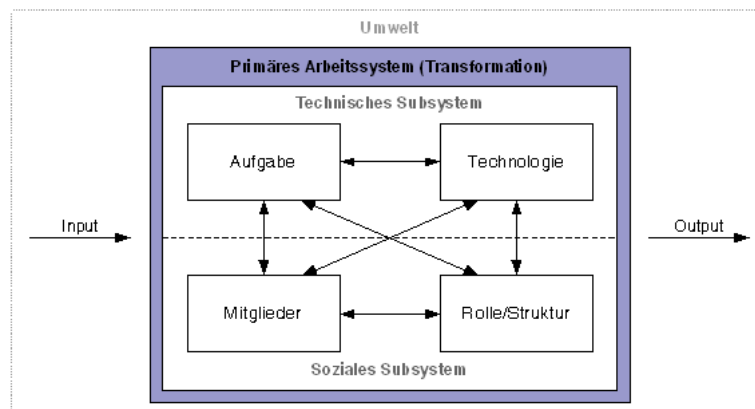 Umwelt
Primäres Arbeitssystem (Transformation)
Technisches Subsystem
Aufgabe
Technologie
Input
Output
Mitglieder
Rolle/Struktur
Soziales Subsystem